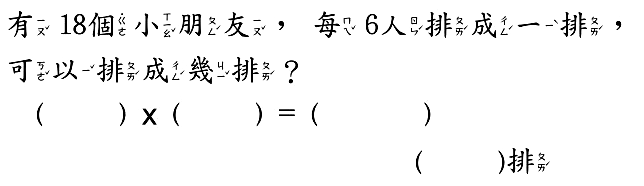 有 18個小朋友， 每6人排成一排，
可以排成幾排？
(　　) x (　　) = (　　)
(　　)排